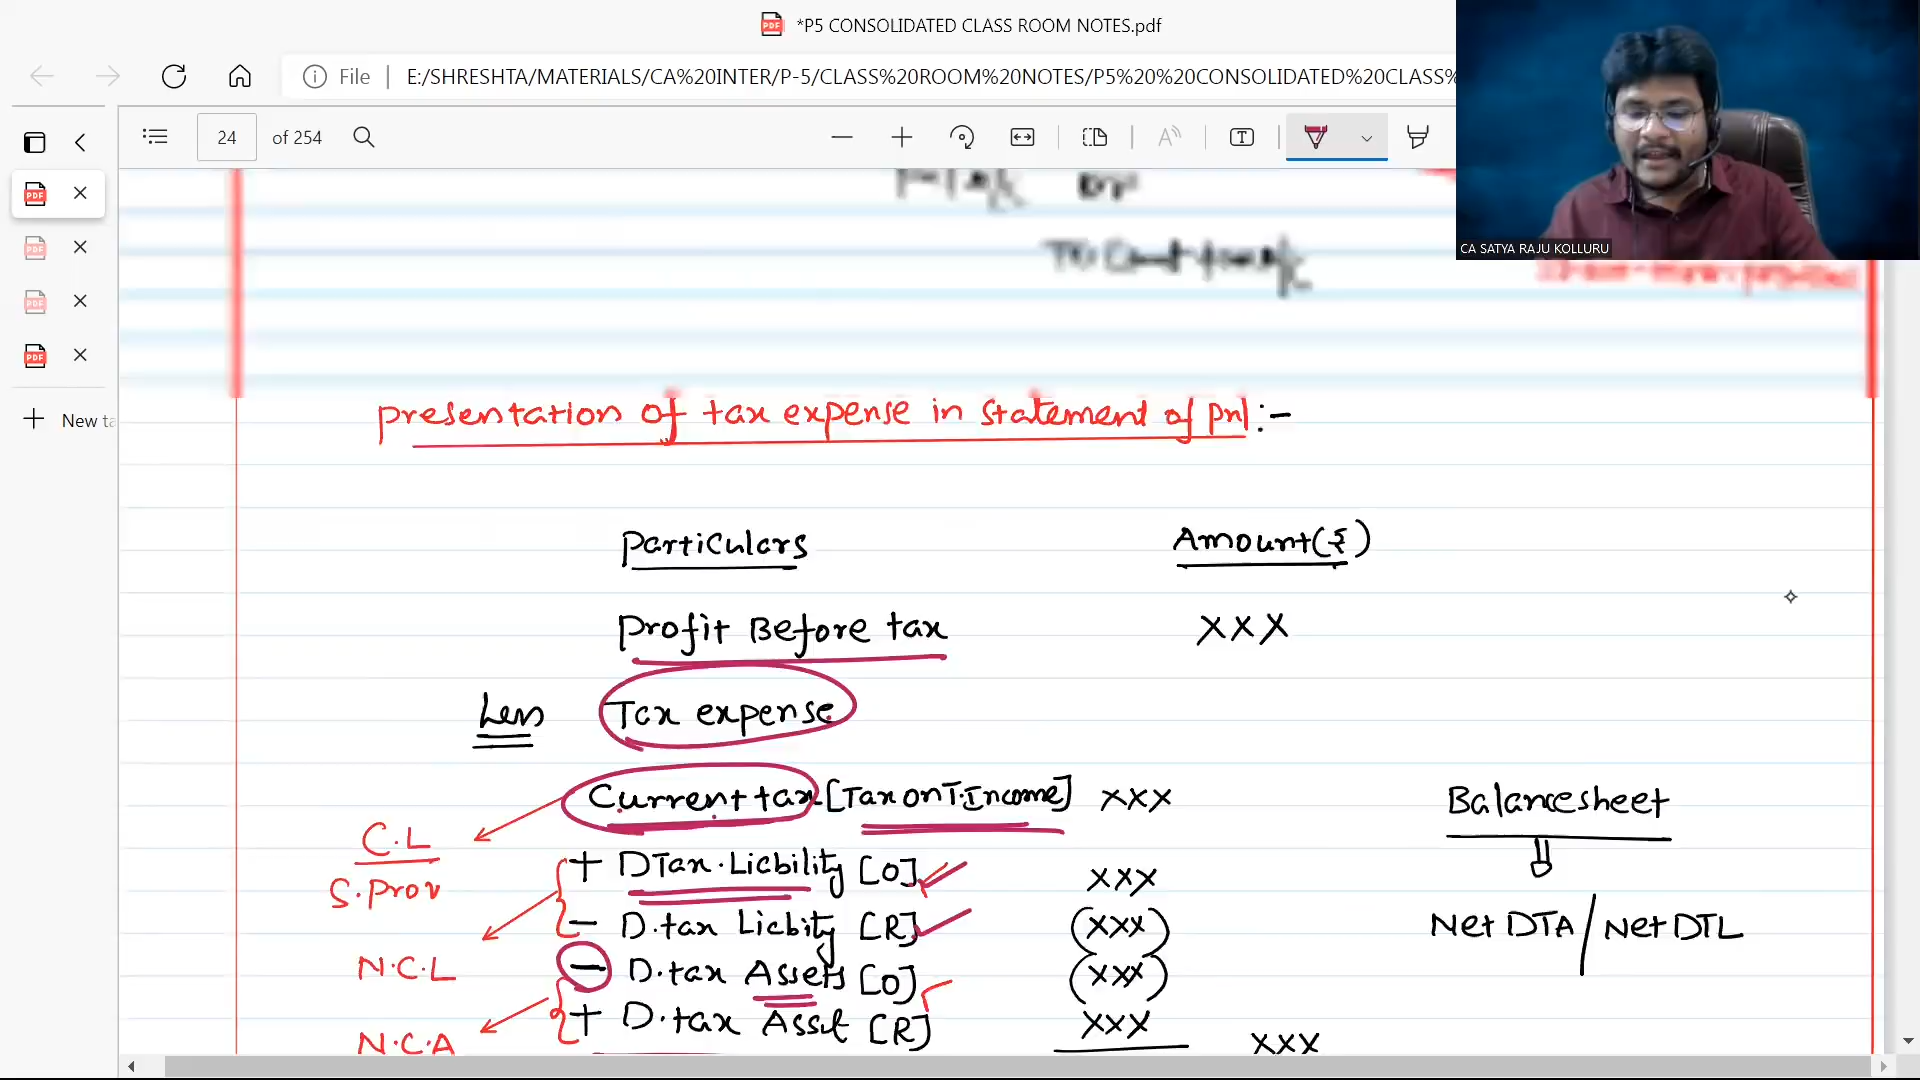 *P5 CONSOLIDATED CLASS ROOM NOTES.pdf
File
E:/SHRESHTA/MATERIALS/CA%20INTER/P-5/CLASS%20ROOM%20NOTES/P5%20%20CONSOLIDATED%20CLASS%
24 of 254
CA SATYA RAJU KOLLURU
New ta
presentation of tax expense in statement of pnl:-
Particulars Amount(₹)
Profit Before tax XXX
Less Tax expense
Current tax [Tax on T.Income] XXX
Balancesheet
C.L
S.Prov
+ DTax.Liability [O] XXX
- D.tax Liablity [R] (XXX)
Net DTA / Net DTL
N.C.L
- D.tax Assets [O] (XXX)
+ D.tax Asset [R] XXX
N.C.A XXX